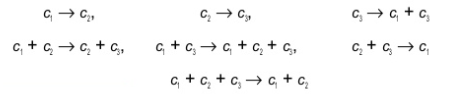 c₁ → c₂, c₂ → c₃, c₃ → c₁ + c₃
c₁ + c₂ → c₂ + c₃, c₁ + c₃ → c₁ + c₂ + c₃, c₂ + c₃ → c₁
c₁ + c₂ + c₃ → c₁ + c₂